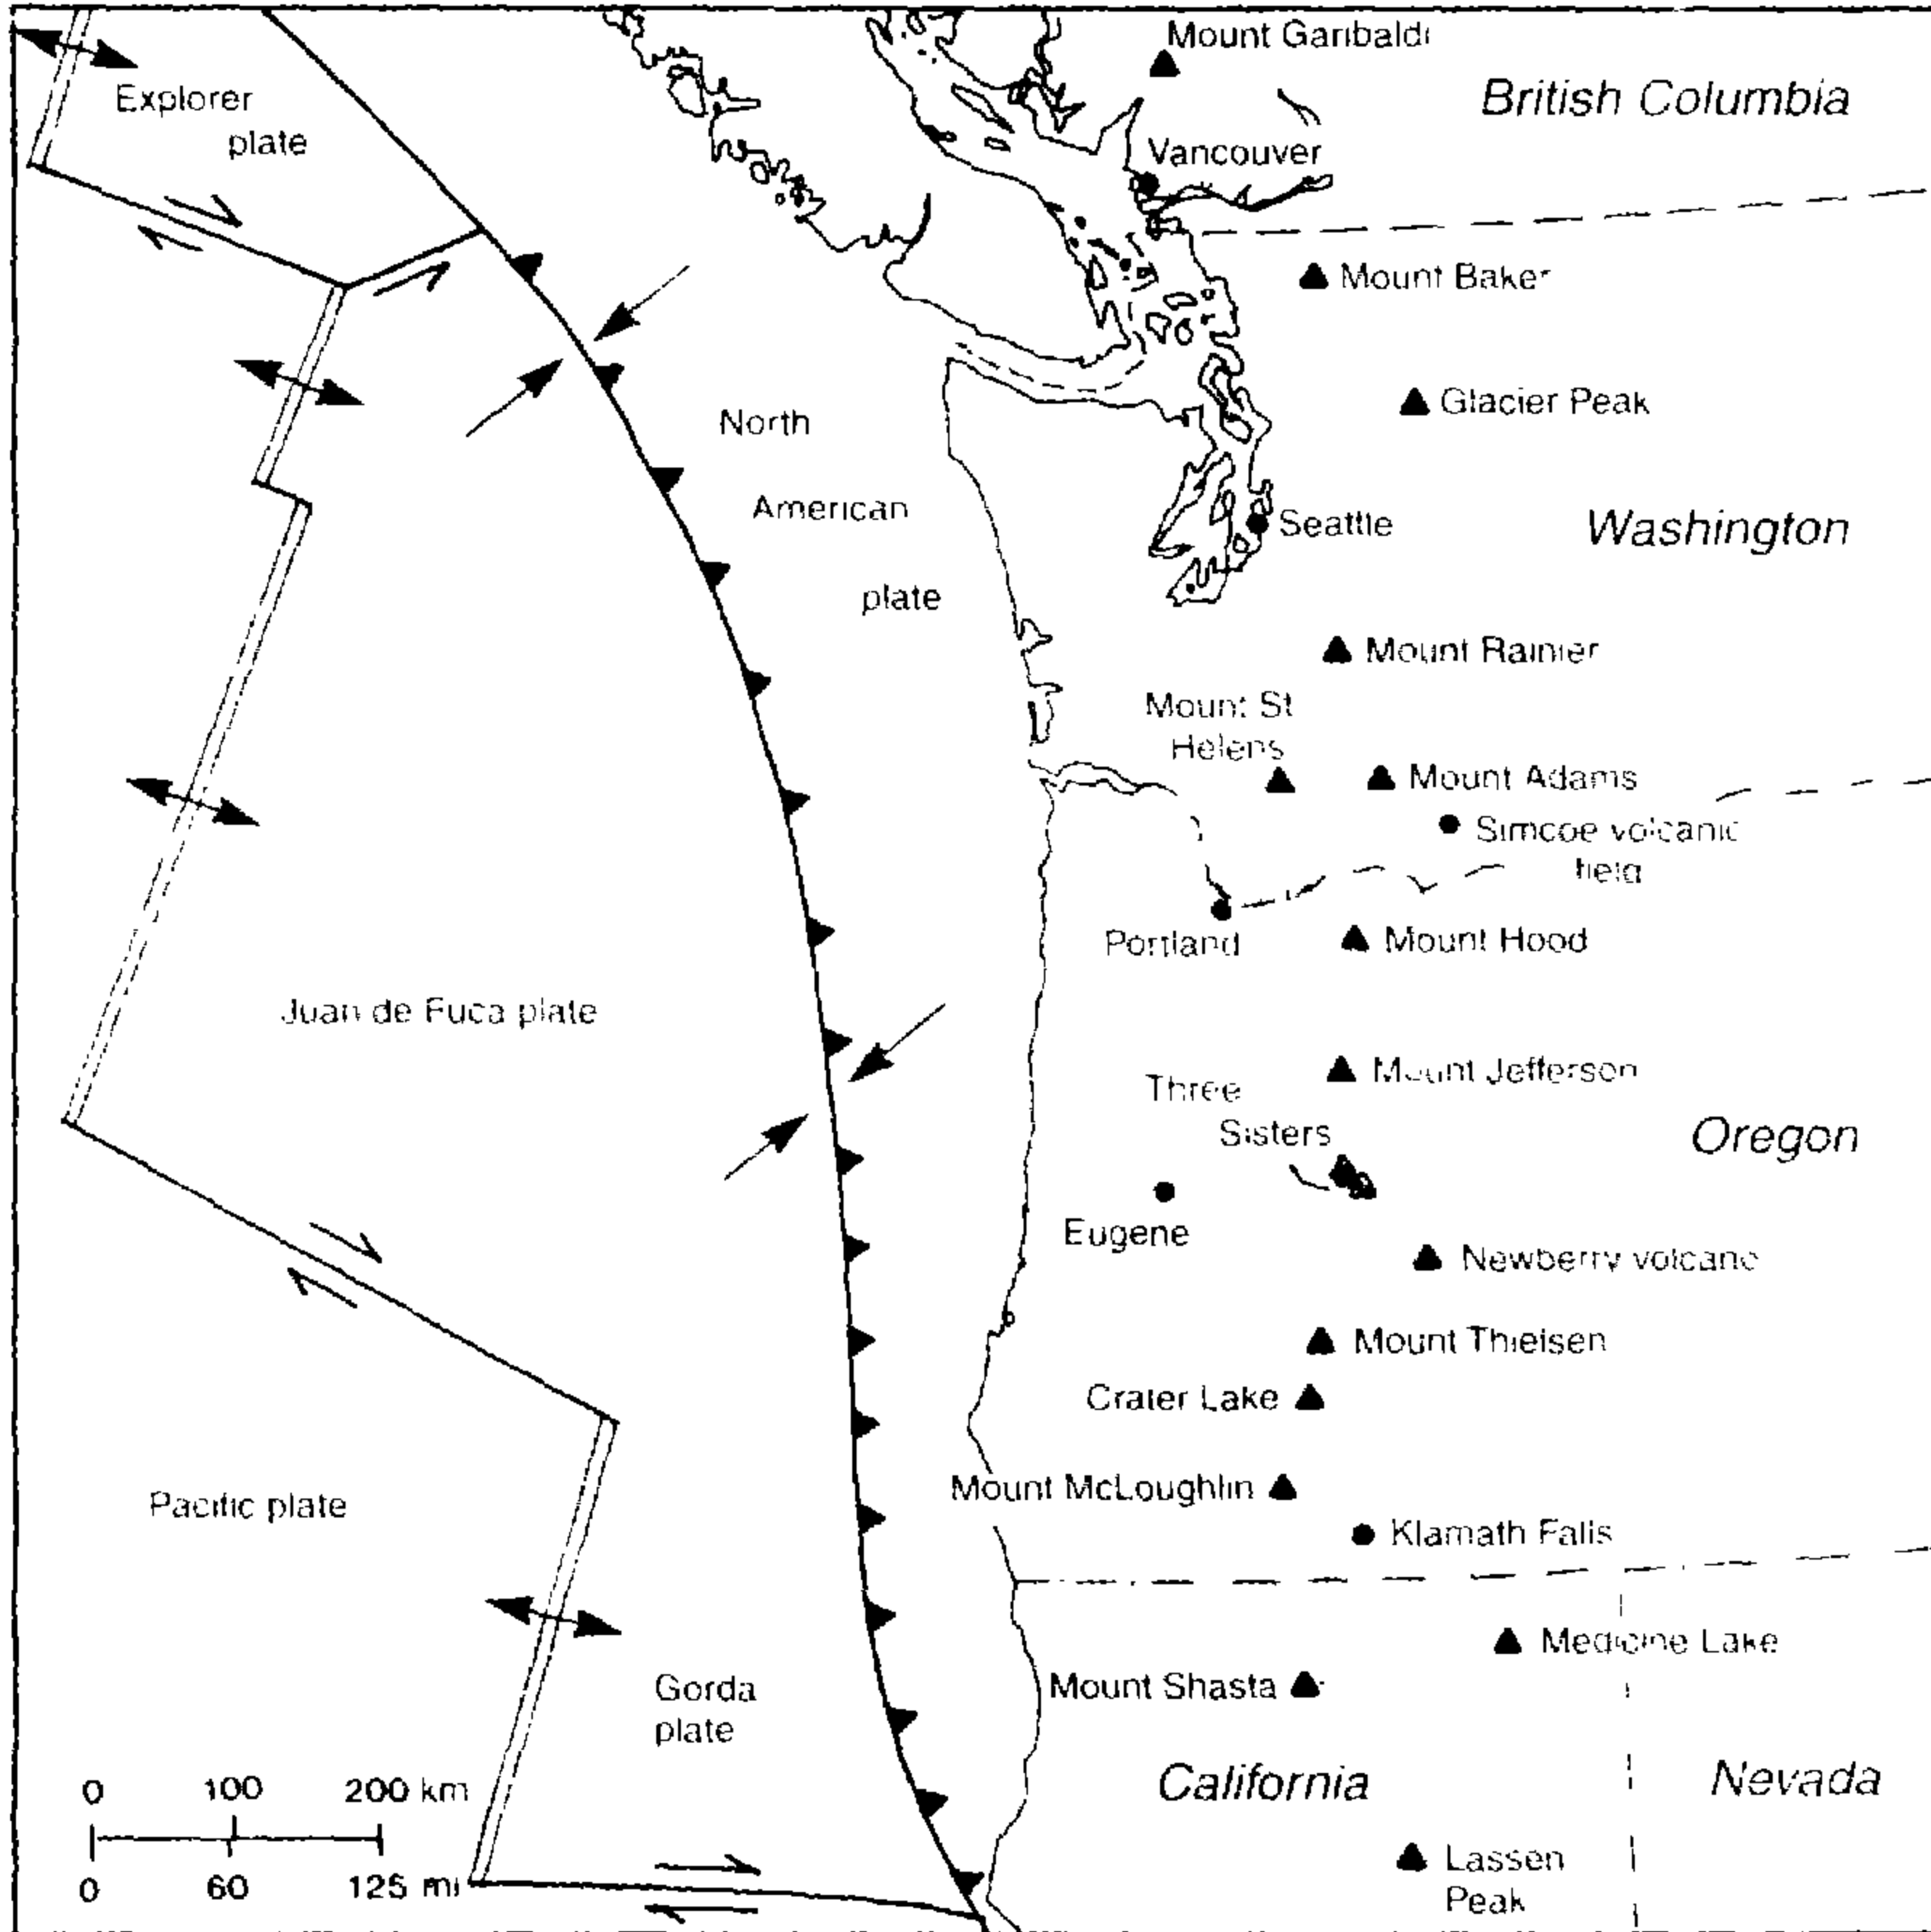 Mount Garibaldi
British Columbia
Explorer
plate
Vancouver
Mount Baker
Glacier Peak
North
American
plate
Seattle
Washington
Mount Rainier
Mount St
Helens
Mount Adams
Simcoe volcanic
field
Portland
Mount Hood
Juan de Fuca plate
Mount Jefferson
Three
Sisters
Oregon
Eugene
Newberry volcano
Mount Thielsen
Crater Lake
Mount McLoughlin
Pacific plate
Klamath Falls
Medicine Lake
Mount Shasta
Gorda
plate
California
Nevada
0 100 200 km
0 60 125 mi
Lassen
Peak